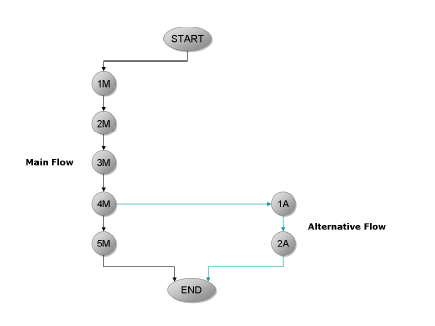 START
1M
2M
3M
Main Flow
4M
1A
Alternative Flow
5M
2A
END